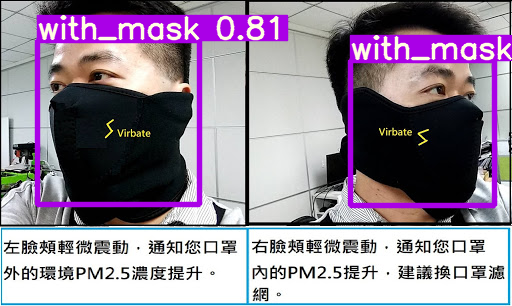 with_mask 0.81
with_mask
Virbate
Virbate
左臉頰輕微震動，通知您口罩
外的環境PM2.5濃度提升。
右臉頰輕微震動，通知您口罩
內的PM2.5提升，建議換口罩濾
網。